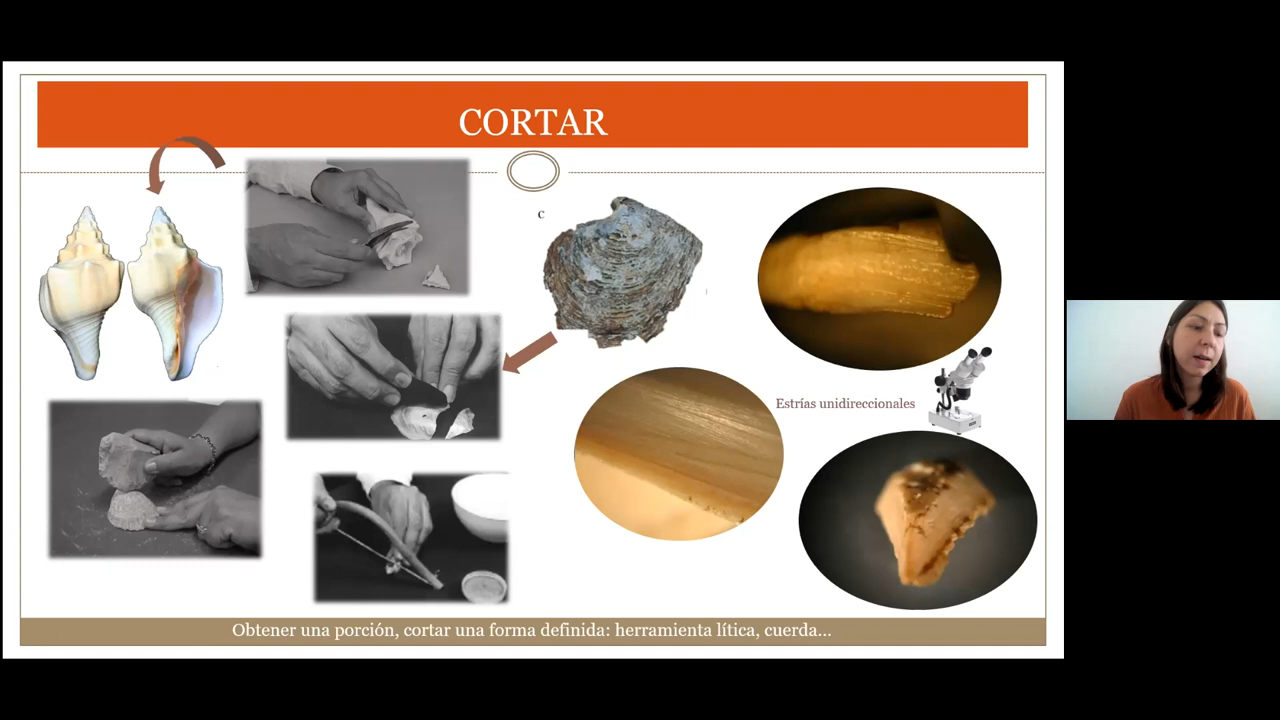 CORTAR
C
Estrías unidireccionales
Obtener una porción, cortar una forma definida: herramienta lítica, cuerda...